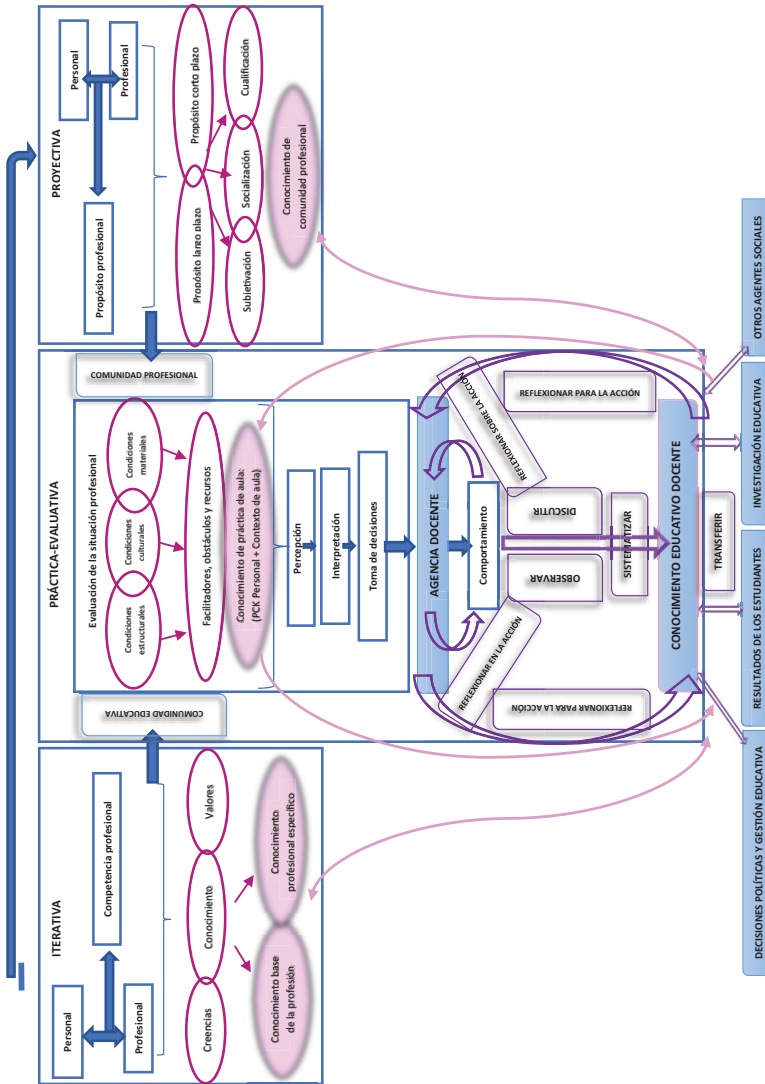 ITERATIVA
Personal
Profesional
Competencia profesional
Creencias
Conocimiento
Valores
Conocimiento base
de la profesión
Conocimiento
profesional específico
COMUNIDAD EDUCATIVA
PRÁCTICA-EVALUATIVA
Evaluación de la situación profesional
Condiciones
estructurales
Condiciones
culturales
Condiciones
materiales
Facilitadores, obstáculos y recursos
Conocimiento de práctica de aula:
(PCK Personal + Contexto de aula)
Percepción
Interpretación
Toma de decisiones
COMUNIDAD PROFESIONAL
PROYECTIVA
Propósito profesional
Personal
Profesional
Propósito largo plazo
Propósito corto plazo
Subjetivación
Socialización
Cualificación
Conocimiento de
comunidad profesional
AGENCIA DOCENTE
Comportamiento
REFLEXIONAR EN LA ACCIÓN
REFLEXIONAR SOBRE LA ACCIÓN
REFLEXIONAR PARA LA ACCIÓN
OBSERVAR
DISCUTIR
REFLEXIONAR PARA LA ACCIÓN
SISTEMATIZAR
CONOCIMIENTO EDUCATIVO DOCENTE
TRANSFERIR
DECISIONES POLÍTICAS Y GESTIÓN EDUCATIVA
RESULTADOS DE LOS ESTUDIANTES
INVESTIGACIÓN EDUCATIVA
OTROS AGENTES SOCIALES